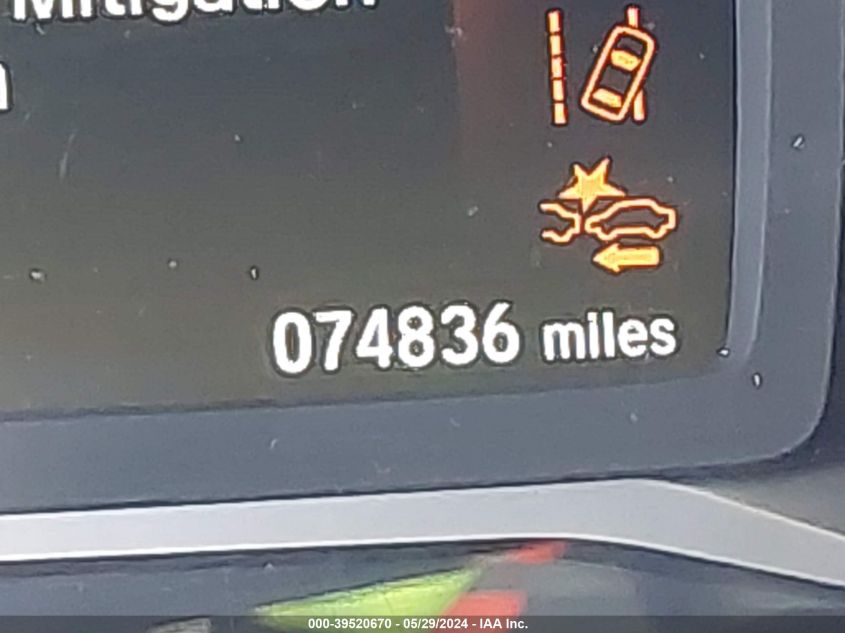 Mitigation
074836 miles
000-39520670 - 05/29/2024 - IAA Inc.